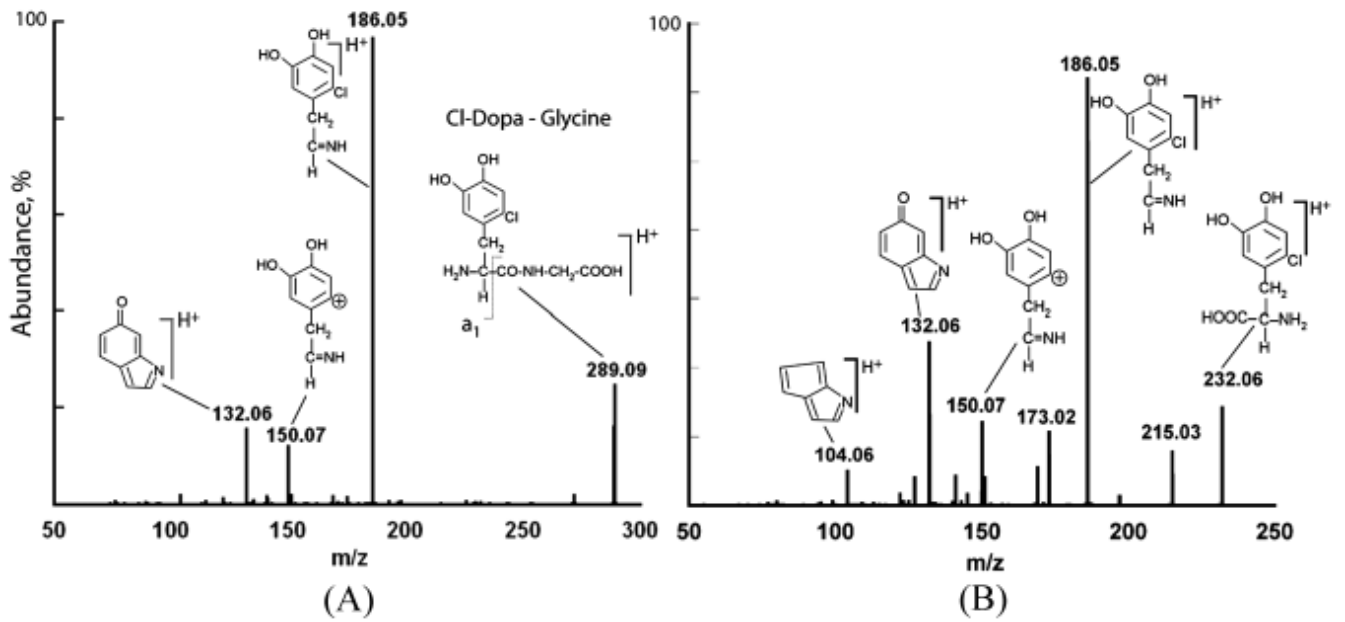 100
Abundance, %
186.05
OH
HO
H+
Cl
CH₂
C=NH
H
Cl-Dopa - Glycine
OH
HO
Cl
CH₂
H₂N-C-CO-NH-CH₂-COOH
H
H+
a₁
289.09
OH
HO
⊕
CH₂
C=NH
H
150.07
O
N
H+
132.06
50 100 150 200 250 300
m/z
(A)
100
186.05
OH
HO
H+
Cl
CH₂
C=NH
H
OH
HO
H+
Cl
CH₂
HOOC-C-NH₂
H
232.06
215.03
173.02
OH
HO
⊕
CH₂
C=NH
H
150.07
O
H+
N
132.06
H+
N
104.06
50 100 150 200 250
m/z
(B)